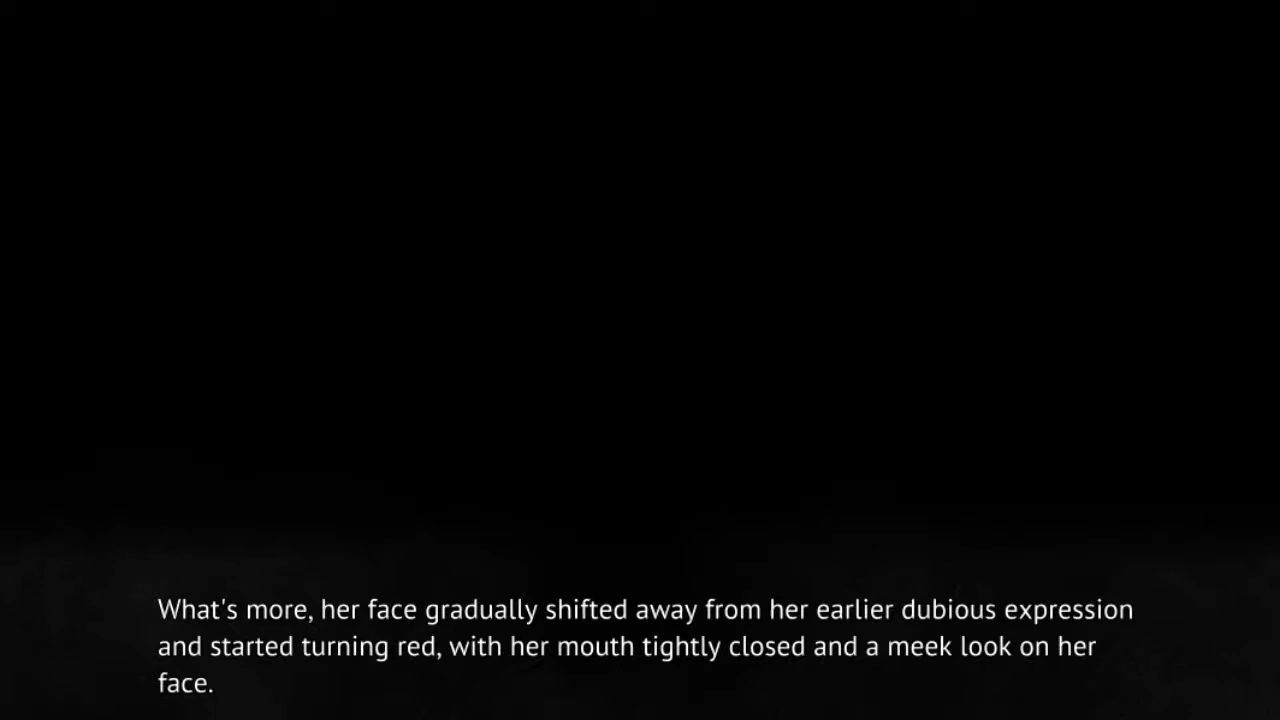 What's more, her face gradually shifted away from her earlier dubious expression
and started turning red, with her mouth tightly closed and a meek look on her
face.